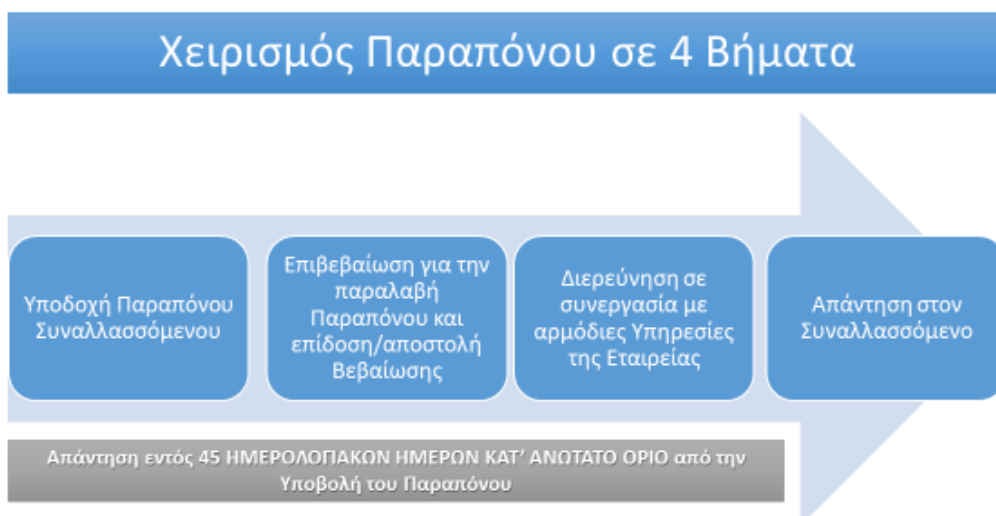 Χειρισμός Παραπόνου σε 4 Βήματα
Υποδοχή Παραπόνου
Συναλλασσόμενου
Επιβεβαίωση για την
παραλαβή
Παραπόνου και
επίδοση/αποστολή
Βεβαίωσης
Διερεύνηση σε
συνεργασία με
αρμόδιες Υπηρεσίες
της Εταιρείας
Απάντηση στον
Συναλλασσόμενο
Απάντηση εντός 45 ΗΜΕΡΟΛΟΓΙΑΚΩΝ ΗΜΕΡΩΝ ΚΑΤ’ ΑΝΩΤΑΤΟ ΟΡΙΟ από την
Υποβολή του Παραπόνου